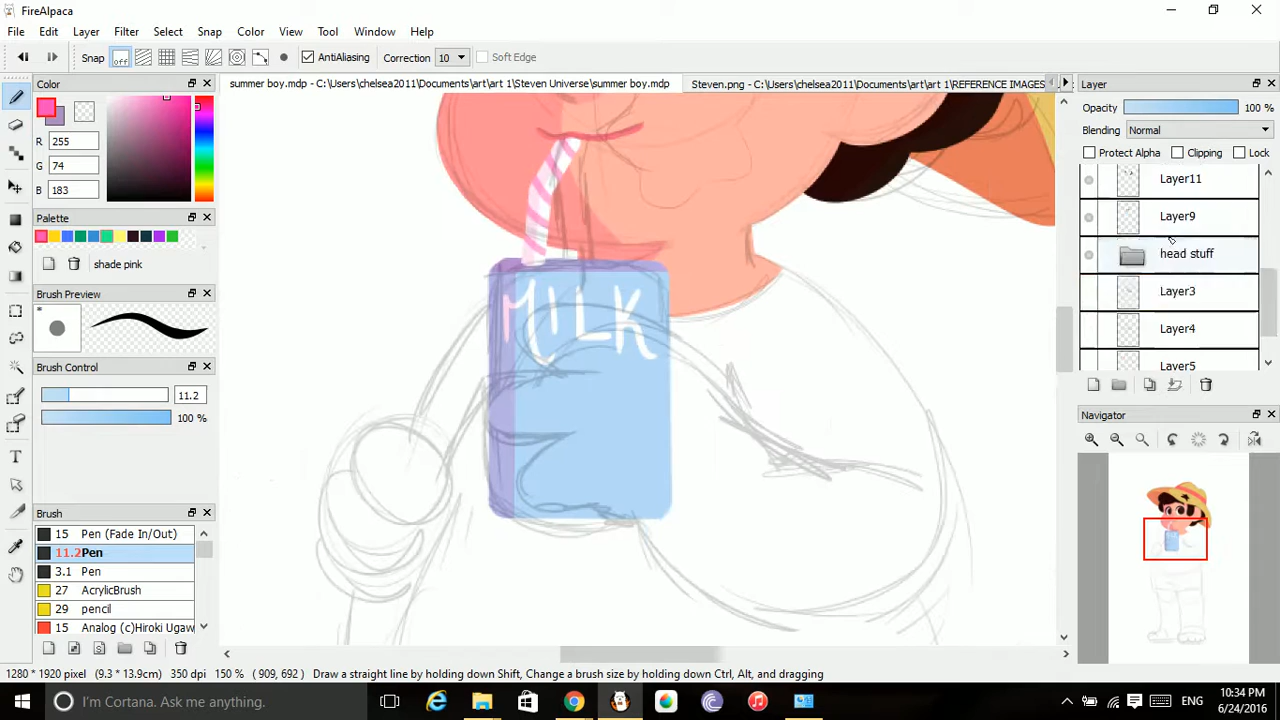 FireAlpaca
File Edit Layer Filter Select Snap Color View Tool Window Help
Snap off AntiAliasing Correction 10 Soft Edge
Color
summer boy.mdp - C:\Users\chelsea2011\Documents\art\art 1\Steven Universe\summer boy.mdp
Steven.png - C:\Users\chelsea2011\Documents\art\art 1\REFERENCE IMAGES
Layer
R 255
G 74
B 183
Opacity 100 %
Blending Normal
Protect Alpha Clipping Lock
Layer11
Layer9
head stuff
Layer3
Layer4
Layer5
Palette
shade pink
Brush Preview
Brush Control
11.2
100 %
MILK
Navigator
Brush
15 Pen (Fade In/Out)
11.2 Pen
3.1 Pen
27 AcrylicBrush
29 pencil
15 Analog (c)Hiroki Ugaw
1280 * 1920 pixel (9.3 * 13.9cm) 350 dpi 150 % ( 909, 692 ) Draw a straight line by holding down Shift, Change a brush size by holding down Ctrl, Alt, and dragging
I'm Cortana. Ask me anything.
ENG
10:34 PM
6/24/2016